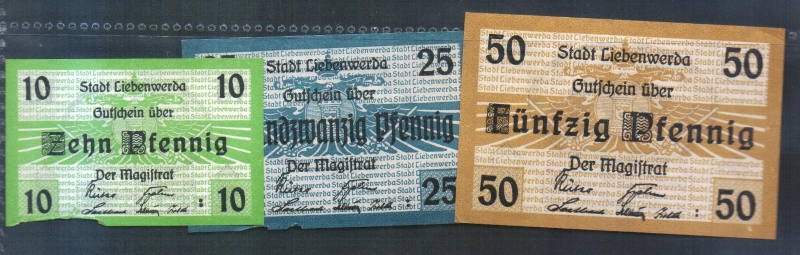 10 10
Stadt Liebenwerda
Gutschein über
Zehn Pfennig
Der Magistrat
10 10
25
Stadt Liebenwerda
Gutschein über
ndzwanzig Pfennig
Der Magistrat
25
50 50
Stadt Liebenwerda
Gutschein über
Fünfzig Pfennig
Der Magistrat
50 50